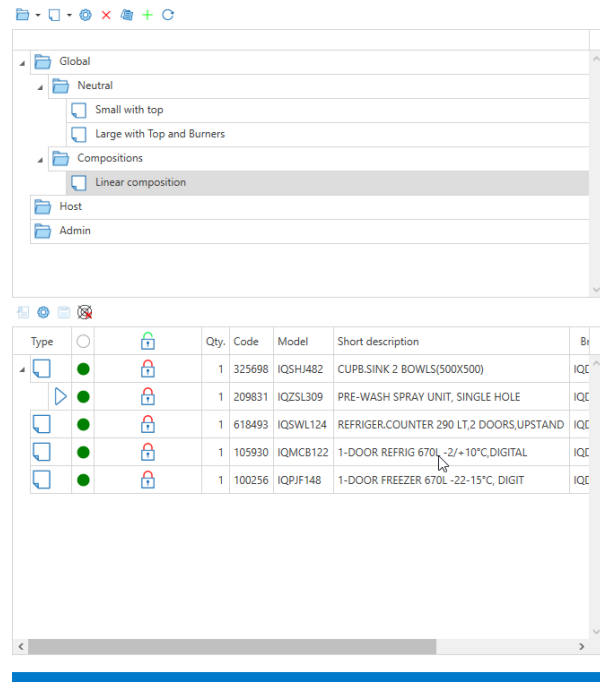 Global
Neutral
Small with top
Large with Top and Burners
Compositions
Linear composition
Host
Admin
Type Qty. Code Model Short description
1 325698 IQSHJ482 CUPB.SINK 2 BOWLS(500X500)
1 209831 IQZSL309 PRE-WASH SPRAY UNIT, SINGLE HOLE
1 618493 IQSWL124 REFRIGER.COUNTER 290 LT,2 DOORS,UPSTAND
1 105930 IQMCB122 1-DOOR REFRIG 670L -2/+10°C,DIGITAL
1 100256 IQPJF148 1-DOOR FREEZER 670L -22-15°C, DIGIT